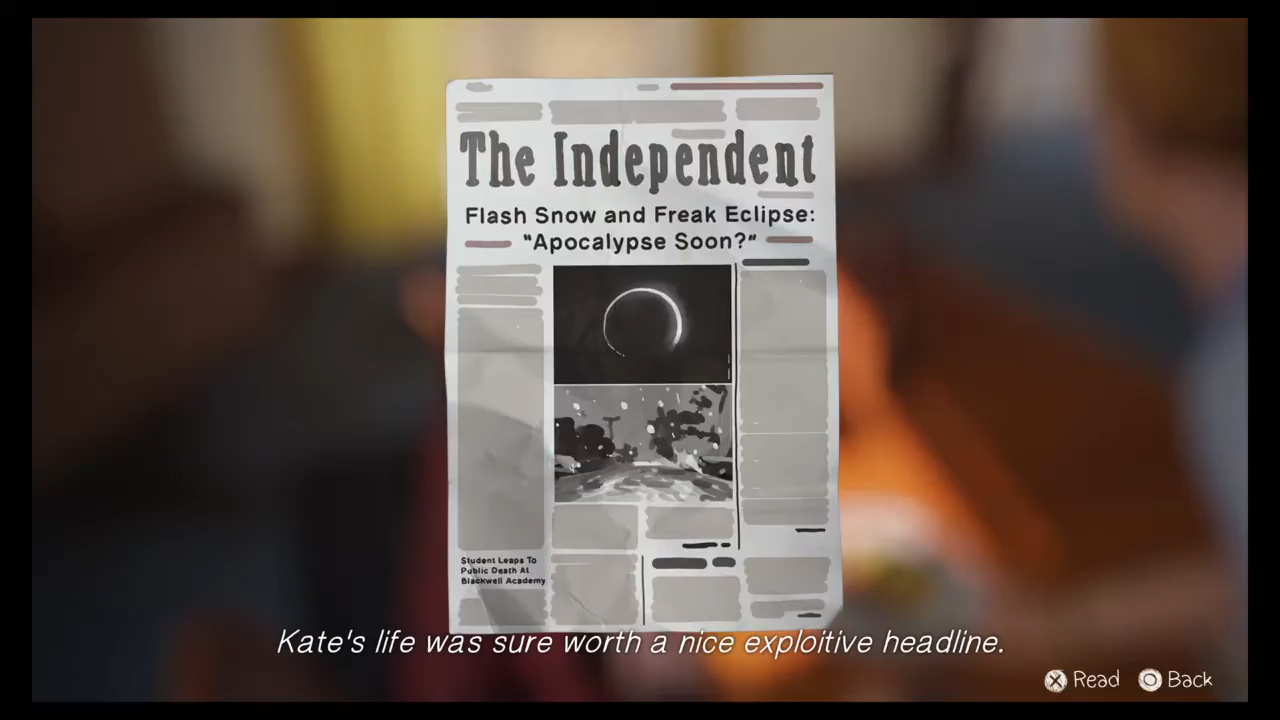 The Independent
Flash Snow and Freak Eclipse:
"Apocalypse Soon?"
Student Leaps To
Public Death At
Blackwell Academy
Kate's life was sure worth a nice exploitive headline.
Read Back